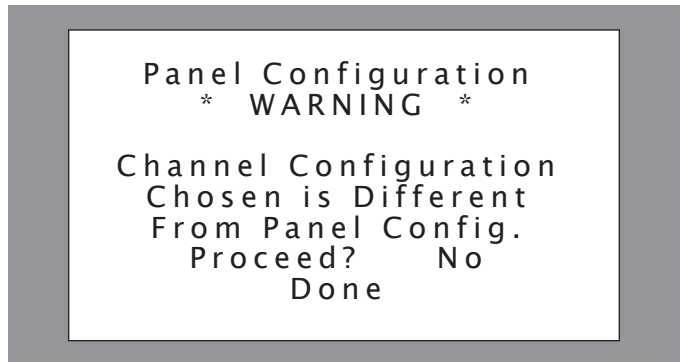 Panel Configuration
* WARNING *
Channel Configuration
Chosen is Different
From Panel Config.
Proceed? No
Done